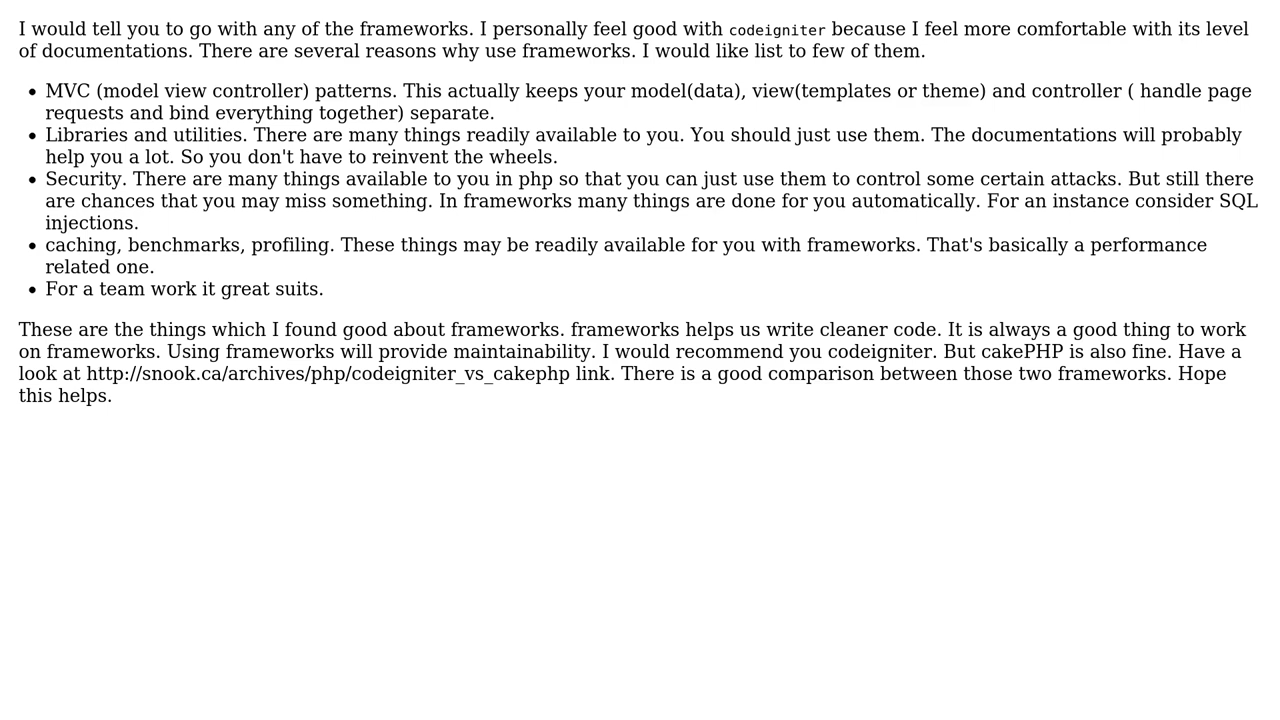 I would tell you to go with any of the frameworks. I personally feel good with codeigniter because I feel more comfortable with its level
of documentations. There are several reasons why use frameworks. I would like list to few of them.
• MVC (model view controller) patterns. This actually keeps your model(data), view(templates or theme) and controller ( handle page
requests and bind everything together) separate.
• Libraries and utilities. There are many things readily available to you. You should just use them. The documentations will probably
help you a lot. So you don't have to reinvent the wheels.
• Security. There are many things available to you in php so that you can just use them to control some certain attacks. But still there
are chances that you may miss something. In frameworks many things are done for you automatically. For an instance consider SQL
injections.
• caching, benchmarks, profiling. These things may be readily available for you with frameworks. That's basically a performance
related one.
• For a team work it great suits.
These are the things which I found good about frameworks. frameworks helps us write cleaner code. It is always a good thing to work
on frameworks. Using frameworks will provide maintainability. I would recommend you codeigniter. But cakePHP is also fine. Have a
look at http://snook.ca/archives/php/codeigniter_vs_cakephp link. There is a good comparison between those two frameworks. Hope
this helps.